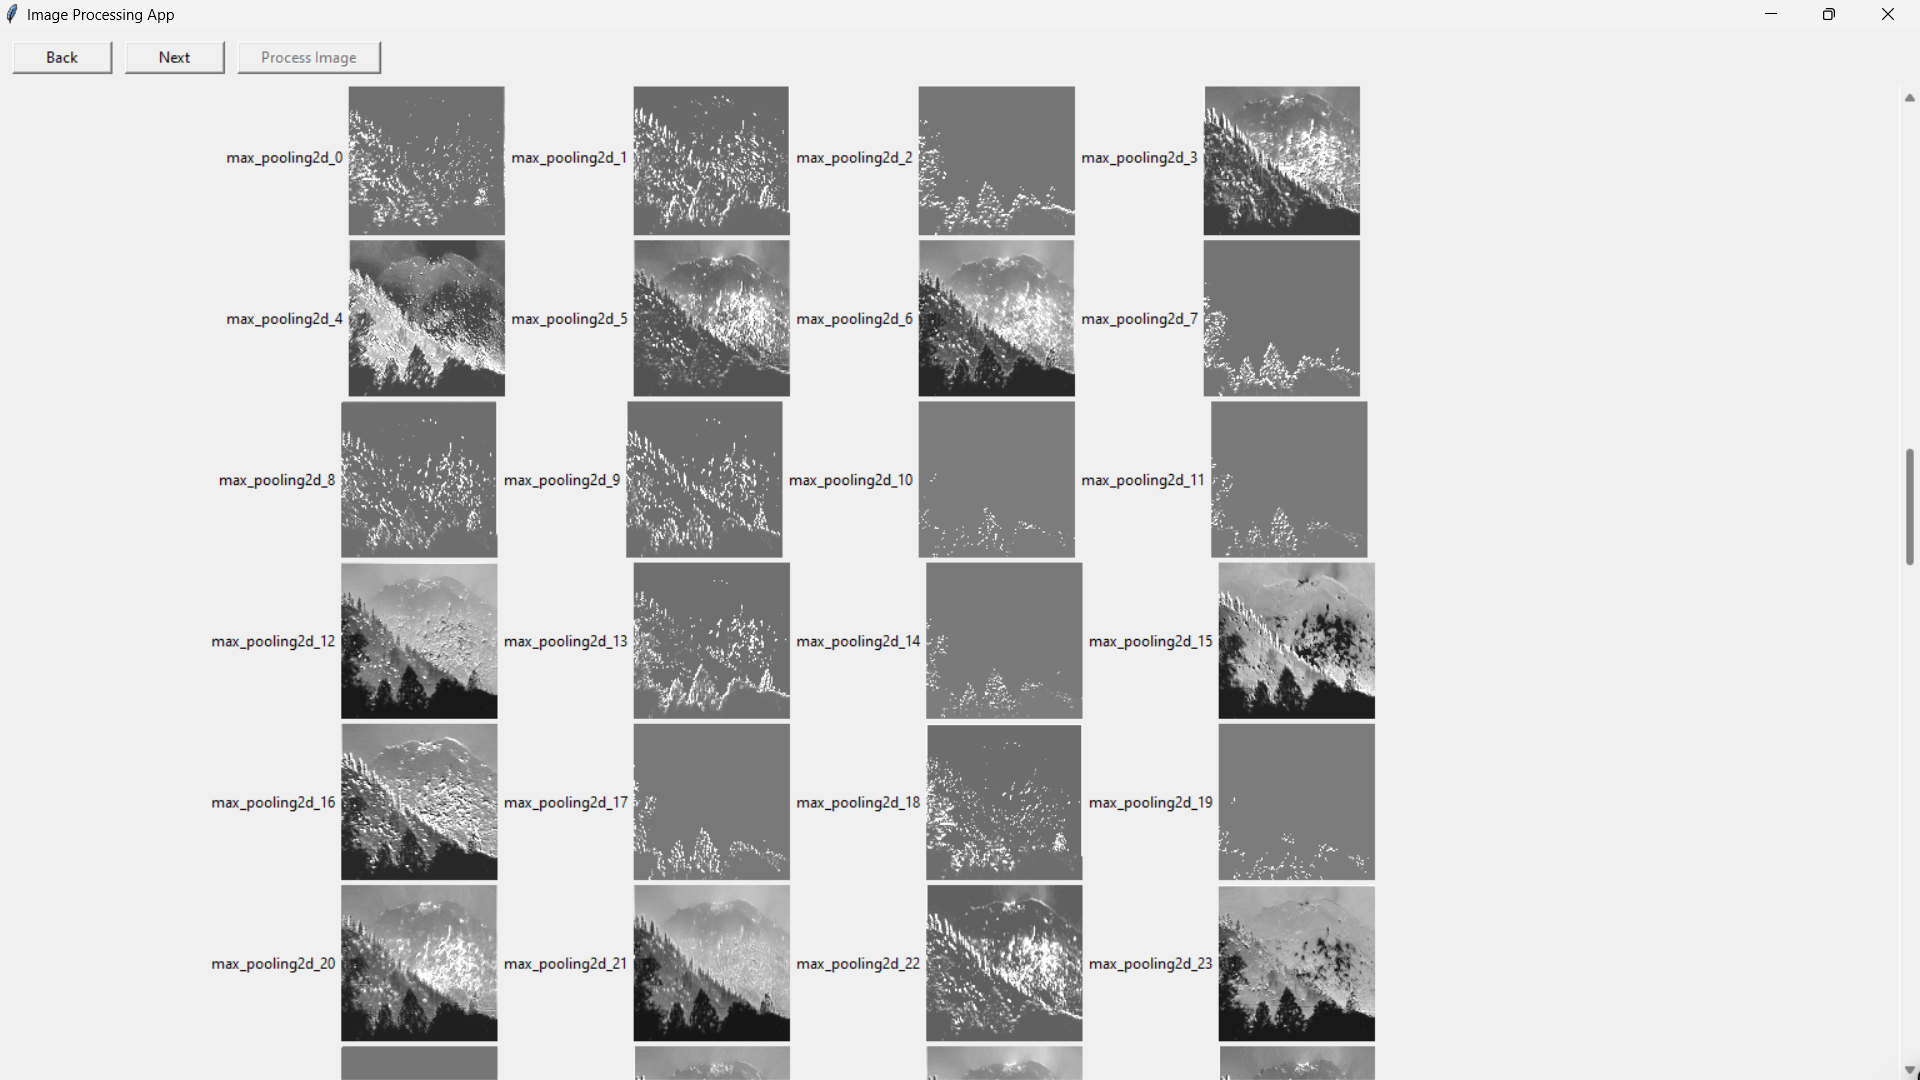 Image Processing App
Back Next Process Image
max_pooling2d_0 max_pooling2d_1 max_pooling2d_2 max_pooling2d_3
max_pooling2d_4 max_pooling2d_5 max_pooling2d_6 max_pooling2d_7
max_pooling2d_8 max_pooling2d_9 max_pooling2d_10 max_pooling2d_11
max_pooling2d_12 max_pooling2d_13 max_pooling2d_14 max_pooling2d_15
max_pooling2d_16 max_pooling2d_17 max_pooling2d_18 max_pooling2d_19
max_pooling2d_20 max_pooling2d_21 max_pooling2d_22 max_pooling2d_23